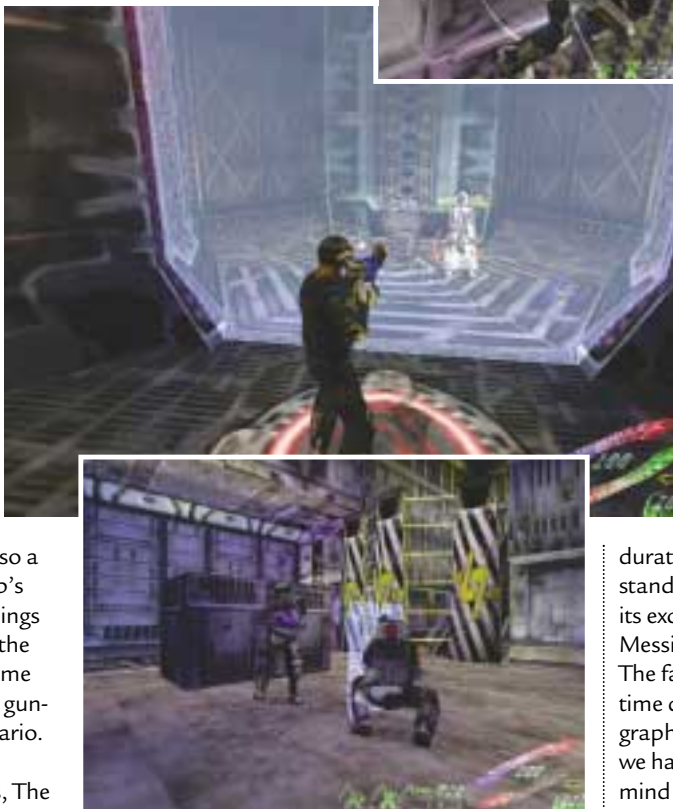 so a
o's
ings
the
me
gun-
ario.
, The
durat
stand
its exc
Messi
The fa
time c
graph
we ha
mind
200